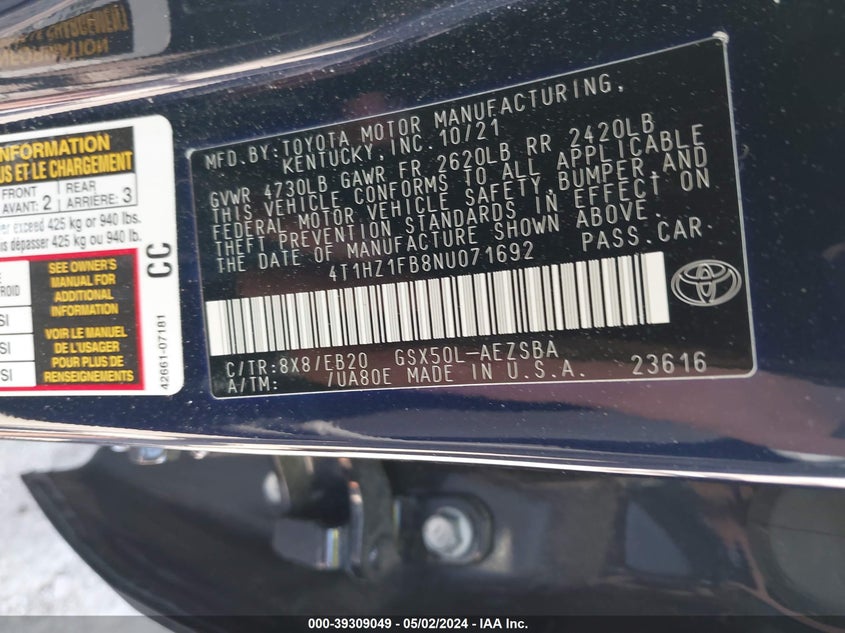 INFORMATION
US ET LE CHARGEMENT
FRONT
AVANT: 2
REAR
ARRIÈRE: 3
exceed 425 kg or 940 lbs.
dépasser 425 kg ou 940 lb.
SEE OWNER'S
MANUAL FOR
ADDITIONAL
INFORMATION
VOIR LE MANUEL
DE L'USAGER
POUR PLUS DE
RENSEIGNEMENTS
CC
42661-07181
MFD.BY:TOYOTA MOTOR MANUFACTURING,
KENTUCKY, INC. 10/21
GVWR 4730LB GAWR FR 2620LB RR 2420LB
THIS VEHICLE CONFORMS TO ALL APPLICABLE
FEDERAL MOTOR VEHICLE SAFETY,BUMPER,AND
THEFT PREVENTION STANDARDS IN EFFECT ON
THE DATE OF MANUFACTURE SHOWN ABOVE.
4T1HZ1FB8NU071692 PASS.CAR.
C/TR:8X8/EB20 GSX50L-AEZSBA
A/TM: /UA80E MADE IN U.S.A. 23616
000-39309049 - 05/02/2024 - IAA Inc.